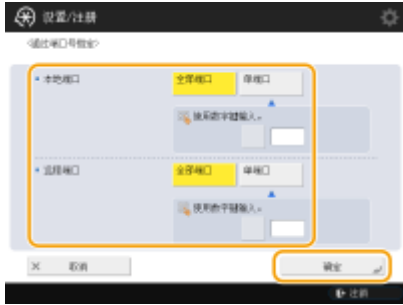 设置/注册
<通过端口号指定>
本地端口
全部端口 单端口
使用数字键输入。
远程端口
全部端口 单端口
使用数字键输入。
× 取消 确定
注销